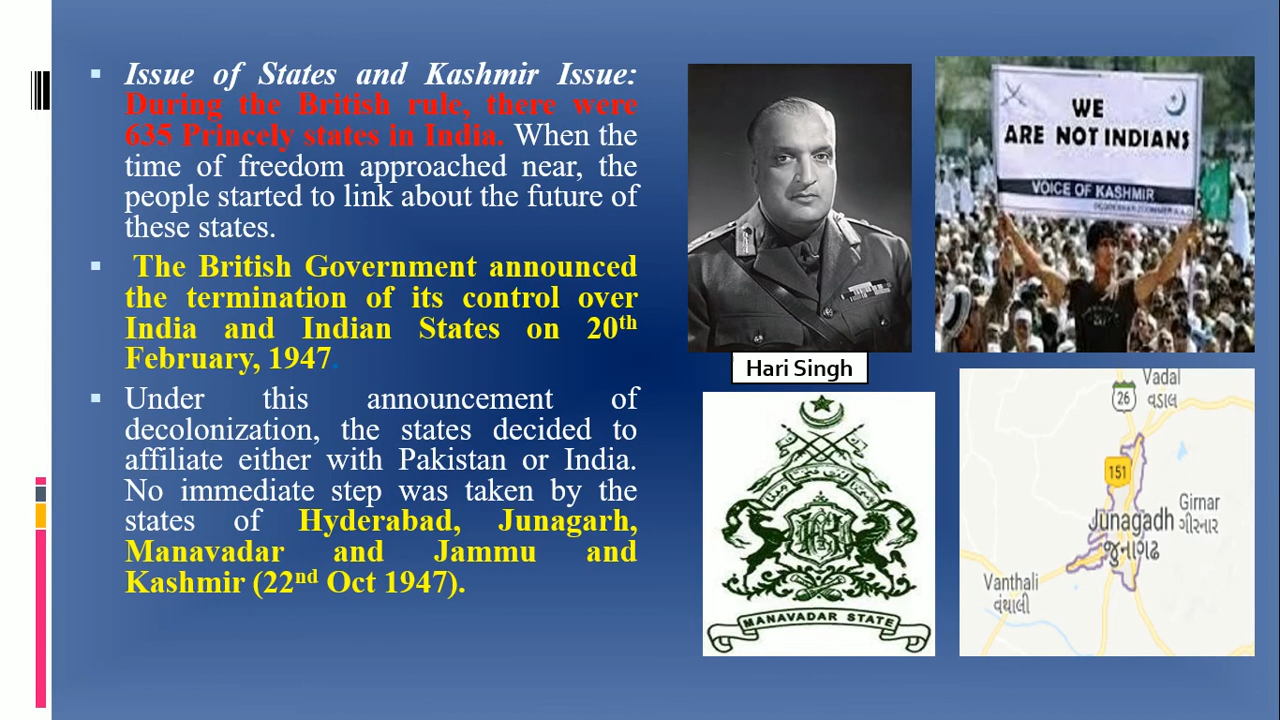 ▪ Issue of States and Kashmir Issue:
During the British rule, there were
635 Princely states in India. When the
time of freedom approached near, the
people started to link about the future of
these states.
▪ The British Government announced
the termination of its control over
India and Indian States on 20th
February, 1947.
▪ Under this announcement of
decolonization, the states decided to
affiliate either with Pakistan or India.
No immediate step was taken by the
states of Hyderabad, Junagarh,
Manavadar and Jammu and
Kashmir (22nd Oct 1947).
Hari Singh
WE
ARE NOT INDIANS
VOICE OF KASHMIR
MANAVADAR STATE
Vadal
વડાલ
26
151
Junagadh
જુનાગઢ
Girnar
ગીરનાર
Vanthali
વંથાલી